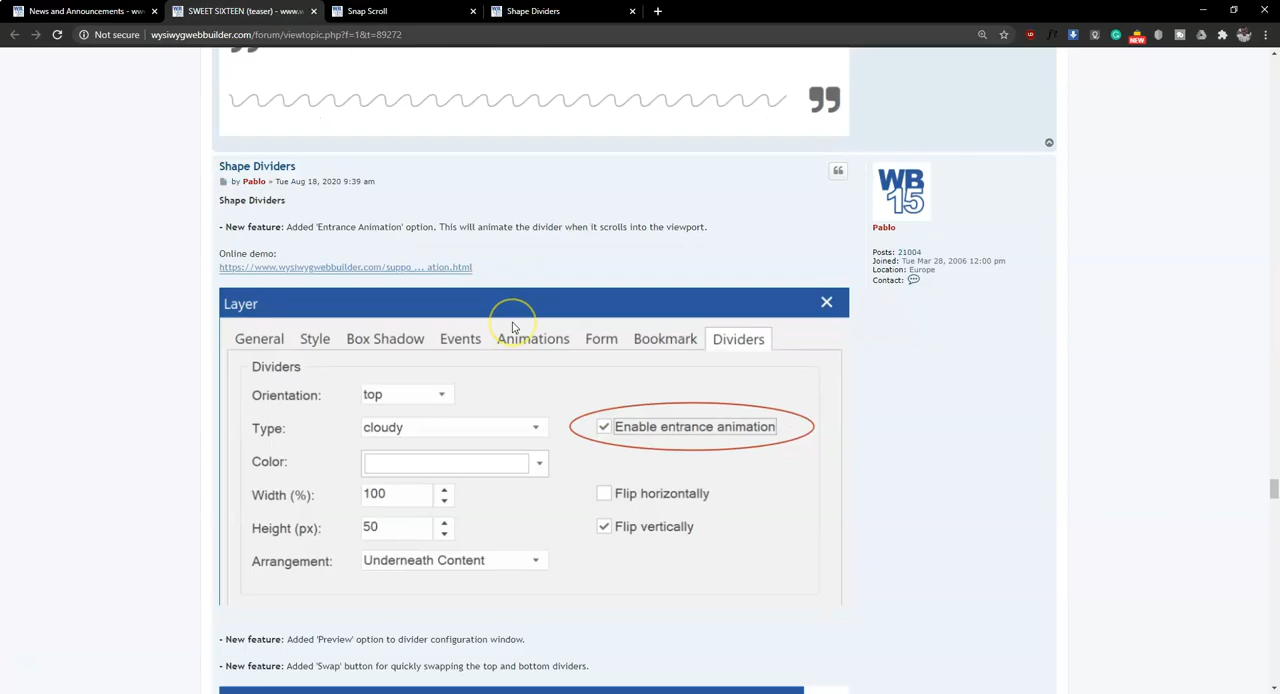 News and Announcements - www
SWEET SIXTEEN (teaser) - www.w
Snap Scroll
Shape Dividers
Not secure | wysiwygwebbuilder.com/forum/viewtopic.php?f=1&t=89272
NEW
Shape Dividers
by Pablo » Tue Aug 18, 2020 9:39 am
Shape Dividers
- New feature: Added 'Entrance Animation' option. This will animate the divider when it scrolls into the viewport.
Online demo:
https://www.wysiwygwebbuilder.com/suppo ... ation.html
WB
15
Pablo
Posts: 21004
Joined: Tue Mar 28, 2006 12:00 pm
Location: Europe
Contact:
Layer
General Style Box Shadow Events Animations Form Bookmark Dividers
Dividers
Orientation: top
Type: cloudy
Enable entrance animation
Color:
Width (%): 100
Flip horizontally
Height (px): 50
Flip vertically
Arrangement: Underneath Content
- New feature: Added 'Preview' option to divider configuration window.
- New feature: Added 'Swap' button for quickly swapping the top and bottom dividers.